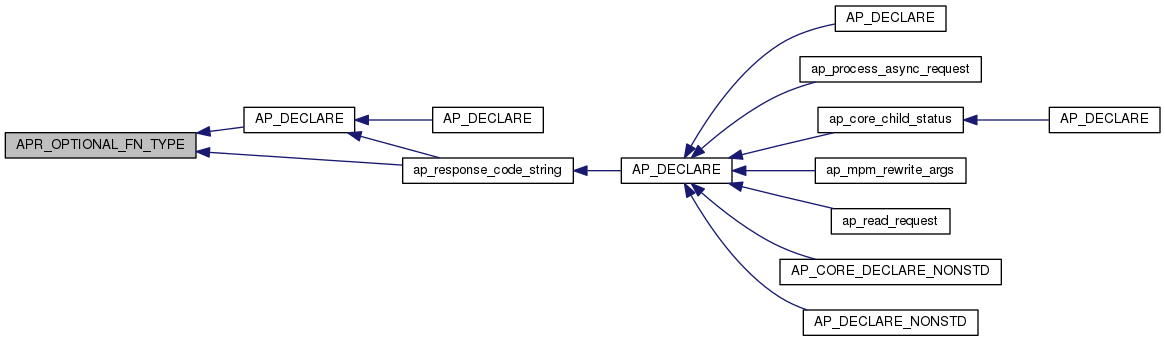 APR_OPTIONAL_FN_TYPE
AP_DECLARE
AP_DECLARE
ap_response_code_string
AP_DECLARE
AP_DECLARE
ap_process_async_request
ap_core_child_status
AP_DECLARE
ap_mpm_rewrite_args
ap_read_request
AP_CORE_DECLARE_NONSTD
AP_DECLARE_NONSTD